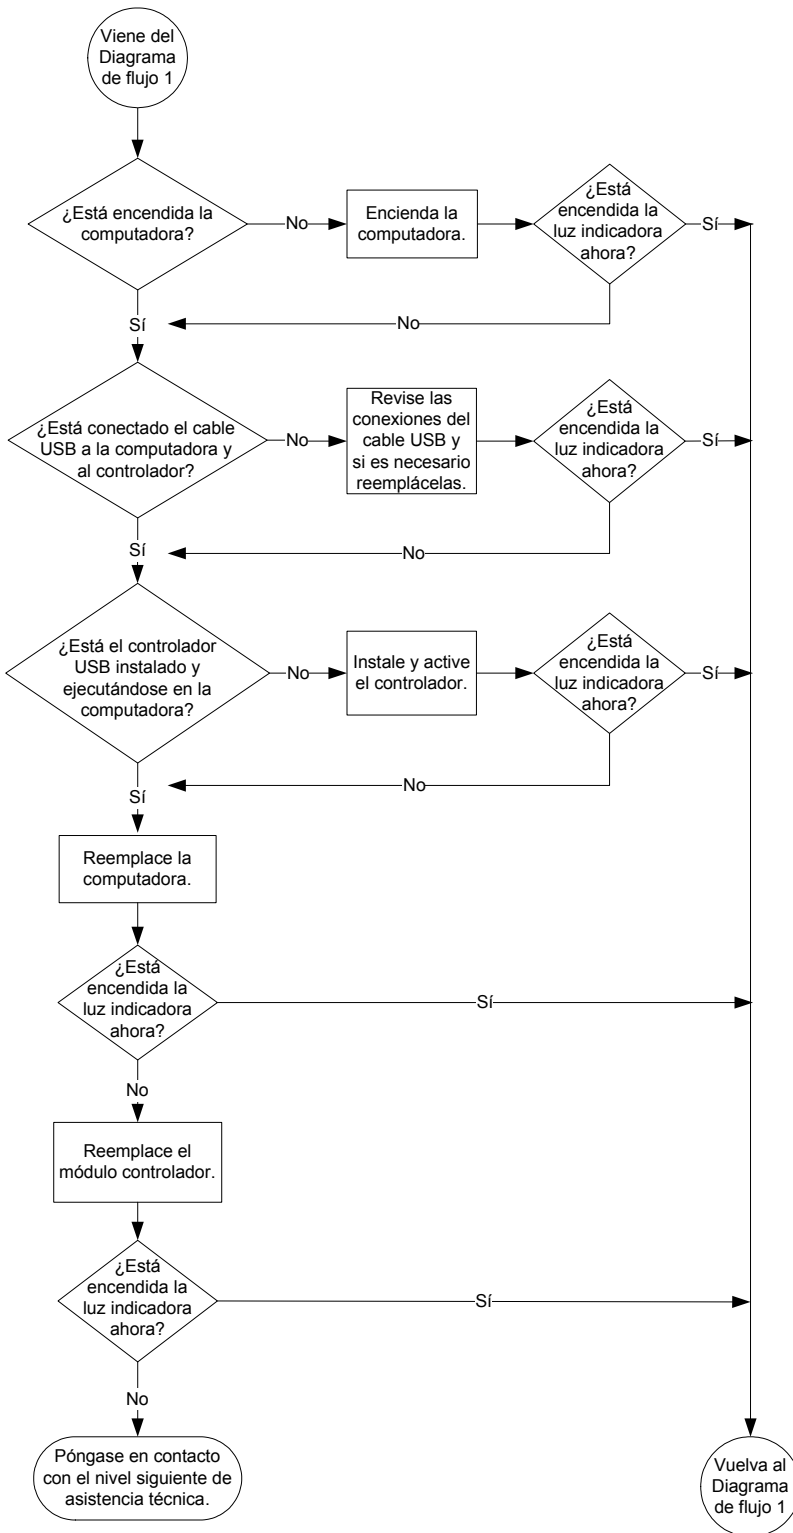 Viene del
Diagrama
de flujo 1
¿Está encendida la
computadora?
No
Encienda la
computadora.
¿Está
encendida la
luz indicadora
ahora?
Sí
No
Sí
¿Está conectado el cable
USB a la computadora y
al controlador?
No
Revise las
conexiones del
cable USB y
si es necesario
reemplácelas.
¿Está
encendida la
luz indicadora
ahora?
Sí
No
Sí
¿Está el controlador
USB instalado y
ejecutándose en la
computadora?
No
Instale y active
el controlador.
¿Está
encendida la
luz indicadora
ahora?
Sí
No
Sí
Reemplace la
computadora.
¿Está
encendida la
luz indicadora
ahora?
Sí
No
Reemplace el
módulo controlador.
¿Está
encendida la
luz indicadora
ahora?
Sí
No
Póngase en contacto
con el nivel siguiente de
asistencia técnica.
Vuelva al
Diagrama
de flujo 1